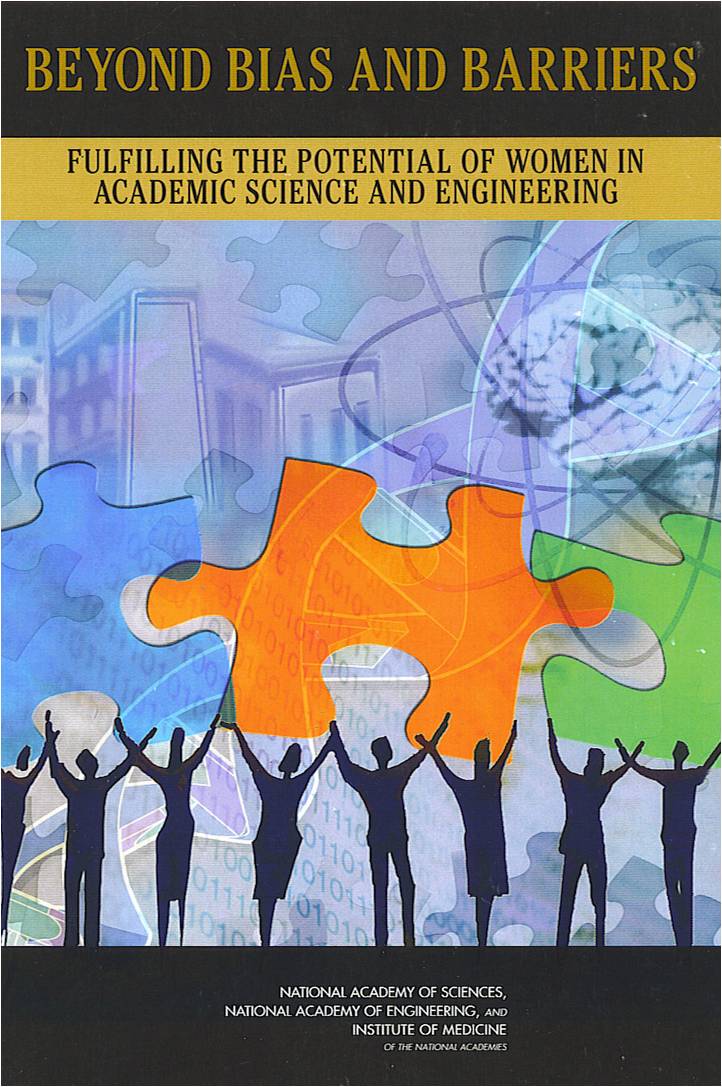 BEYOND BIAS AND BARRIERS
FULFILLING THE POTENTIAL OF WOMEN IN
ACADEMIC SCIENCE AND ENGINEERING
NATIONAL ACADEMY OF SCIENCES,
NATIONAL ACADEMY OF ENGINEERING, AND
INSTITUTE OF MEDICINE
OF THE NATIONAL ACADEMIES